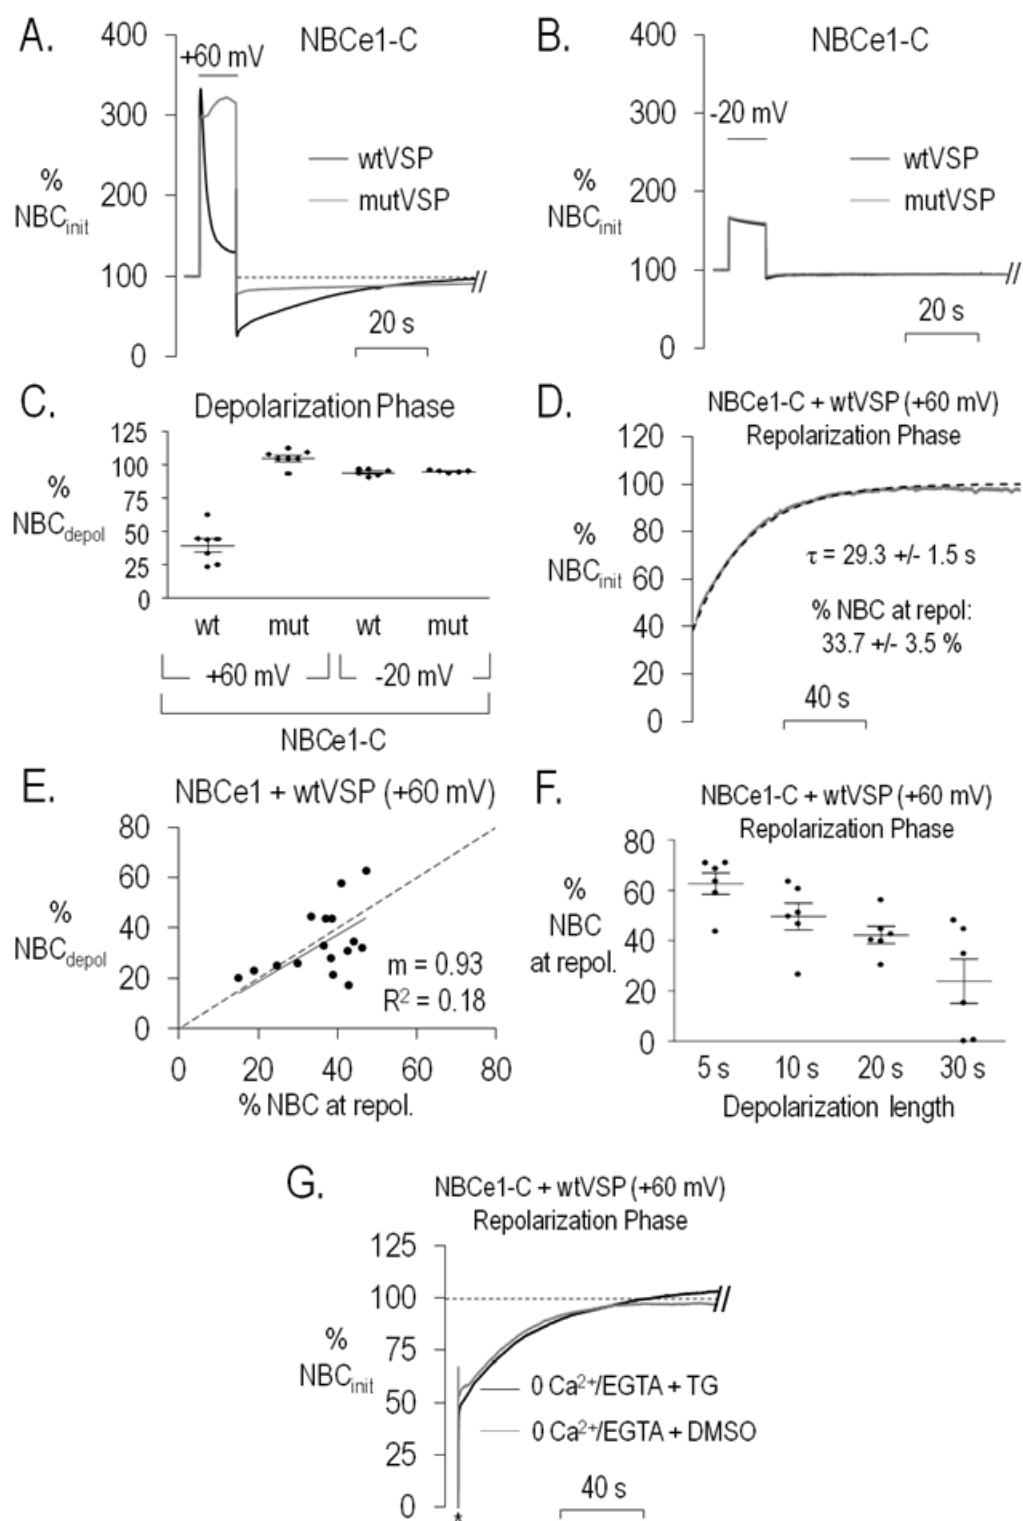 A.
NBCe1-C
400
300
200
100
0
%
NBCinit
+60 mV
wtVSP
mutVSP
20 s
B.
NBCe1-C
400
300
200
100
0
%
NBCinit
-20 mV
wtVSP
mutVSP
20 s
C.
Depolarization Phase
125
100
75
50
25
0
%
NBCdepol
wt mut wt mut
+60 mV -20 mV
NBCe1-C
D.
NBCe1-C + wtVSP (+60 mV)
Repolarization Phase
120
100
80
60
40
20
0
%
NBCinit
τ = 29.3 +/- 1.5 s
% NBC at repol:
33.7 +/- 3.5 %
40 s
E.
NBCe1 + wtVSP (+60 mV)
80
60
40
20
0
%
NBCdepol
m = 0.93
R² = 0.18
0 20 40 60 80
% NBC at repol.
F.
NBCe1-C + wtVSP (+60 mV)
Repolarization Phase
80
60
40
20
0
%
NBC
at repol.
5 s 10 s 20 s 30 s
Depolarization length
G.
NBCe1-C + wtVSP (+60 mV)
Repolarization Phase
125
100
75
50
25
0
%
NBCinit
0 Ca²⁺/EGTA + TG
0 Ca²⁺/EGTA + DMSO
40 s
*